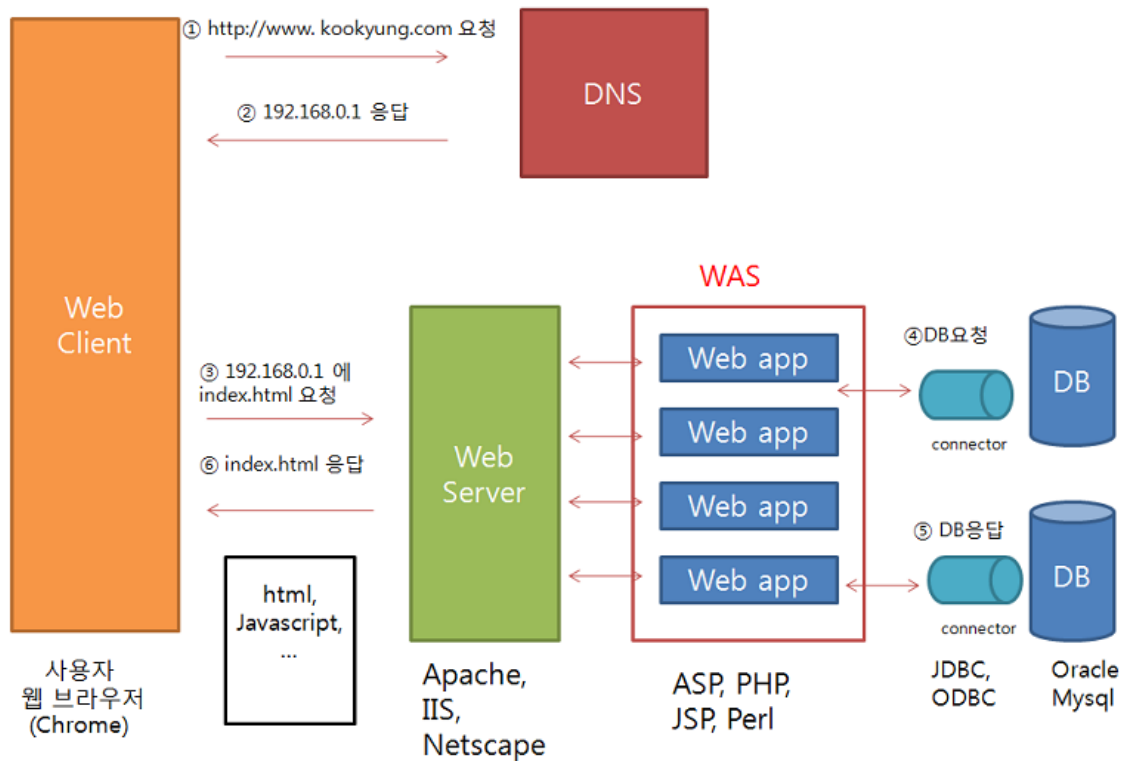 ① http://www. kookyung.com 요청
DNS
② 192.168.0.1 응답
Web
Client
WAS
③ 192.168.0.1 에
index.html 요청
⑥ index.html 응답
Web
Server
Web app
Web app
Web app
Web app
④DB요청
connector
DB
⑤ DB응답
connector
DB
html,
Javascript,
...
사용자
웹 브라우저
(Chrome)
Apache,
IIS,
Netscape
ASP, PHP,
JSP, Perl
JDBC,
ODBC
Oracle
Mysql